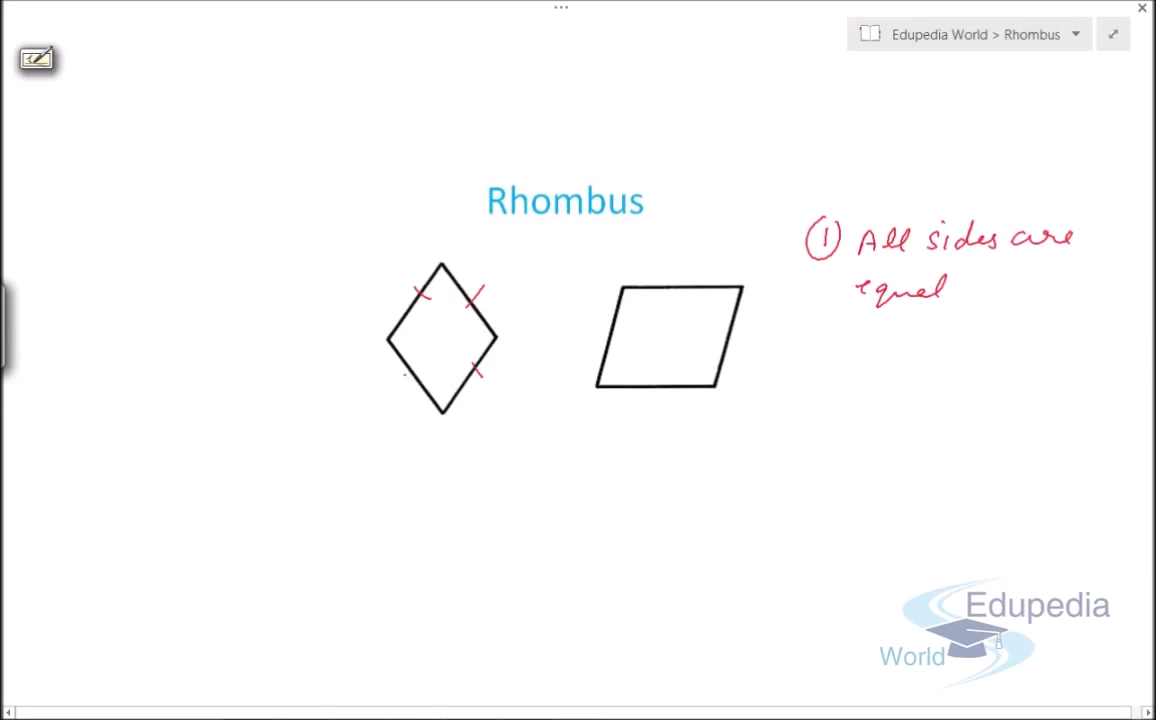 Edupedia World > Rhombus
Rhombus
① All sides are
equal
Edupedia
World